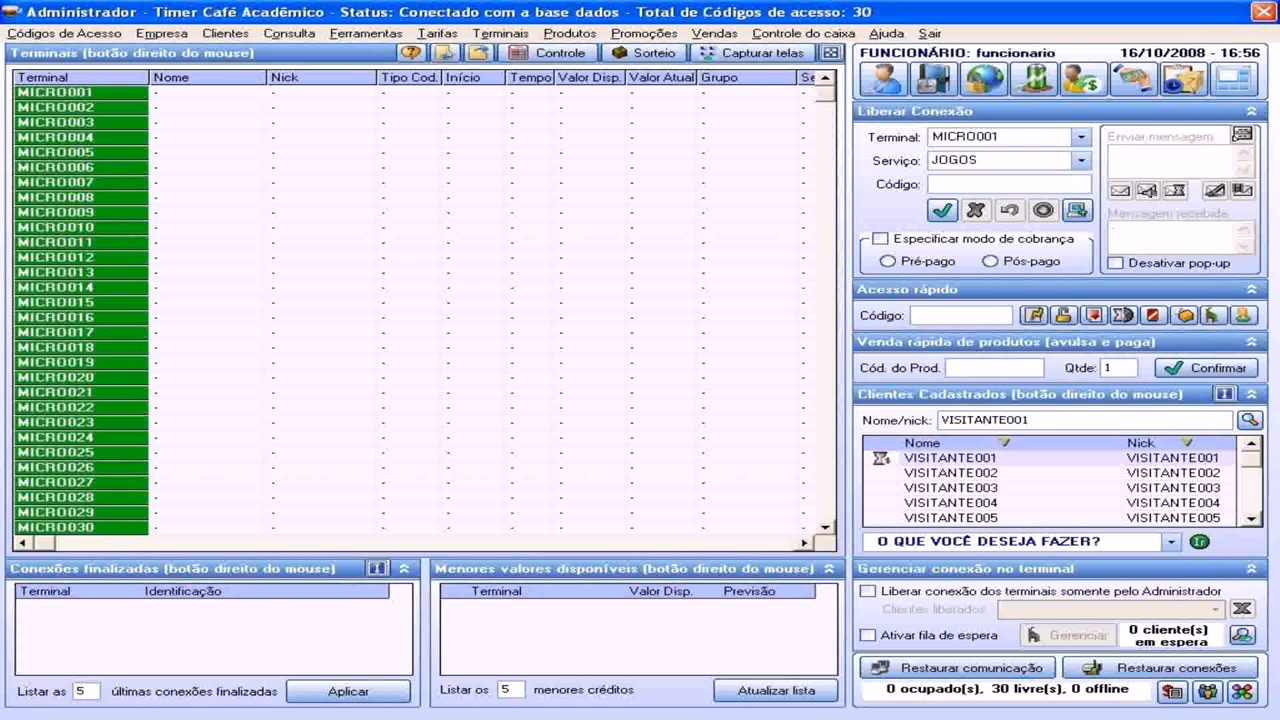 Administrador - Timer Café Acadêmico - Status: Conectado com a base dados - Total de Códigos de acesso: 30
Códigos de Acesso Empresa Clientes Consulta Ferramentas Tarifas Terminais Produtos Promoções Vendas Controle do caixa Ajuda Sair
Terminais (botão direito do mouse) Controle Sorteio Capturar telas
Terminal Nome Nick Tipo Cod. Início Tempo Valor Disp. Valor Atual Grupo Se
MICRO001 - - - - - - - -
MICRO002 - - - - - - - -
MICRO003 - - - - - - - -
MICRO004 - - - - - - - -
MICRO005 - - - - - - - -
MICRO006 - - - - - - - -
MICRO007 - - - - - - - -
MICRO008 - - - - - - - -
MICRO009 - - - - - - - -
MICRO010 - - - - - - - -
MICRO011 - - - - - - - -
MICRO012 - - - - - - - -
MICRO013 - - - - - - - -
MICRO014 - - - - - - - -
MICRO015 - - - - - - - -
MICRO016 - - - - - - - -
MICRO017 - - - - - - - -
MICRO018 - - - - - - - -
MICRO019 - - - - - - - -
MICRO020 - - - - - - - -
MICRO021 - - - - - - - -
MICRO022 - - - - - - - -
MICRO023 - - - - - - - -
MICRO024 - - - - - - - -
MICRO025 - - - - - - - -
MICRO026 - - - - - - - -
MICRO027 - - - - - - - -
MICRO028 - - - - - - - -
MICRO029 - - - - - - - -
MICRO030 - - - - - - - -
Conexões finalizadas (botão direito do mouse)
Terminal Identificação
Listar as 5 últimas conexões finalizadas Aplicar
Menores valores disponíveis (botão direito do mouse)
Terminal Valor Disp. Previsão
Listar os 5 menores créditos Atualizar lista
FUNCIONÁRIO: funcionario 16/10/2008 - 16:56
Liberar Conexão
Terminal: MICRO001
Serviço: JOGOS
Código:
Especificar modo de cobrança
Pré-pago Pós-pago
Enviar mensagem
Mensagem recebida
Desativar pop-up
Acesso rápido
Código:
Venda rápida de produtos (avulsa e paga)
Cód. do Prod. Qtde: 1 Confirmar
Clientes Cadastrados (botão direito do mouse)
Nome/nick: VISITANTE001
Nome Nick
VISITANTE001 VISITANTE001
VISITANTE002 VISITANTE002
VISITANTE003 VISITANTE003
VISITANTE004 VISITANTE004
VISITANTE005 VISITANTE005
O QUE VOCÊ DESEJA FAZER? Ir
Gerenciar conexão no terminal
Liberar conexão dos terminais somente pelo Administrador
Clientes liberados
Ativar fila de espera Gerenciar 0 cliente(s)
em espera
Restaurar comunicação Restaurar conexões
0 ocupado(s), 30 livre(s), 0 offline